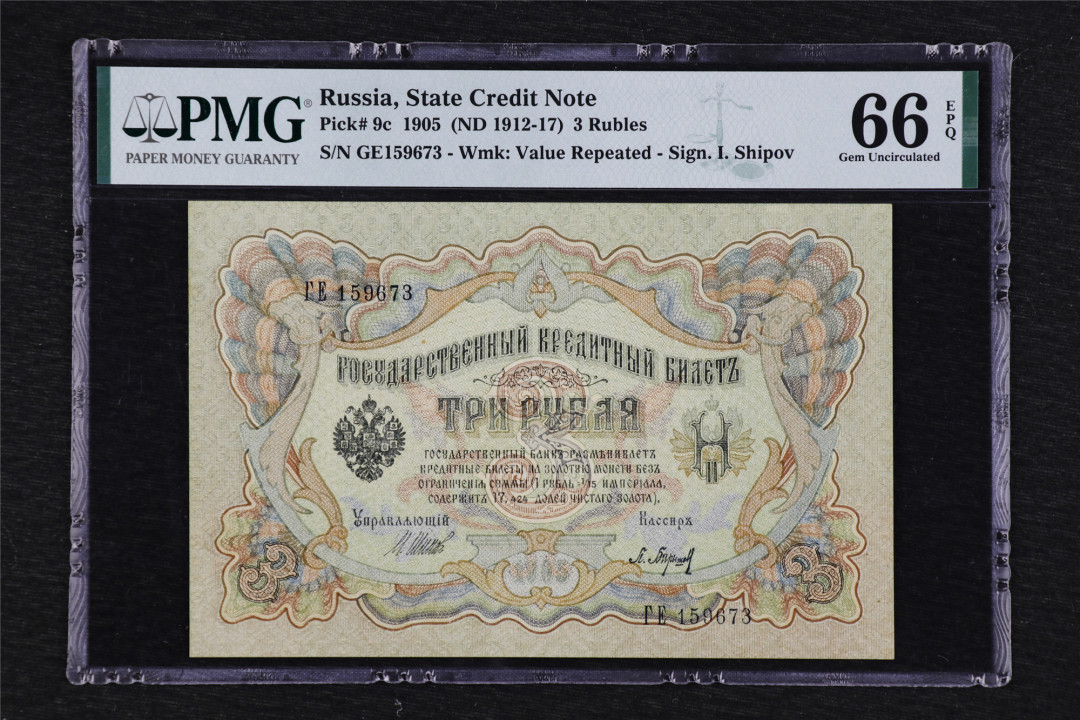 PMG®
PAPER MONEY GUARANTY
Russia, State Credit Note
Pick# 9c 1905 (ND 1912-17) 3 Rubles
S/N GE159673 - Wmk: Value Repeated - Sign. I. Shipov
66 EPQ
Gem Uncirculated
ГЕ 159673
ГОСУДАРСТВЕННЫЙ КРЕДИТНЫЙ БИЛЕТЪ
ТРИ РУБЛЯ
ГОСУДАРСТВЕННЫЙ БАНКЪ РАЗМѢНИВАЕТЪ
КРЕДИТНЫЕ БИЛЕТЫ НА ЗОЛОТУЮ МОНЕТУ БЕЗЪ
ОГРАНИЧЕНІЯ СУММЫ (1 РУБЛЬ = 1/15 ИМПЕРІАЛА,
СОДЕРЖИТЪ 17,424 ДОЛЕЙ ЧИСТАГО ЗОЛОТА).
Управляющій Кассиръ
3 1905 3
ГЕ 159673